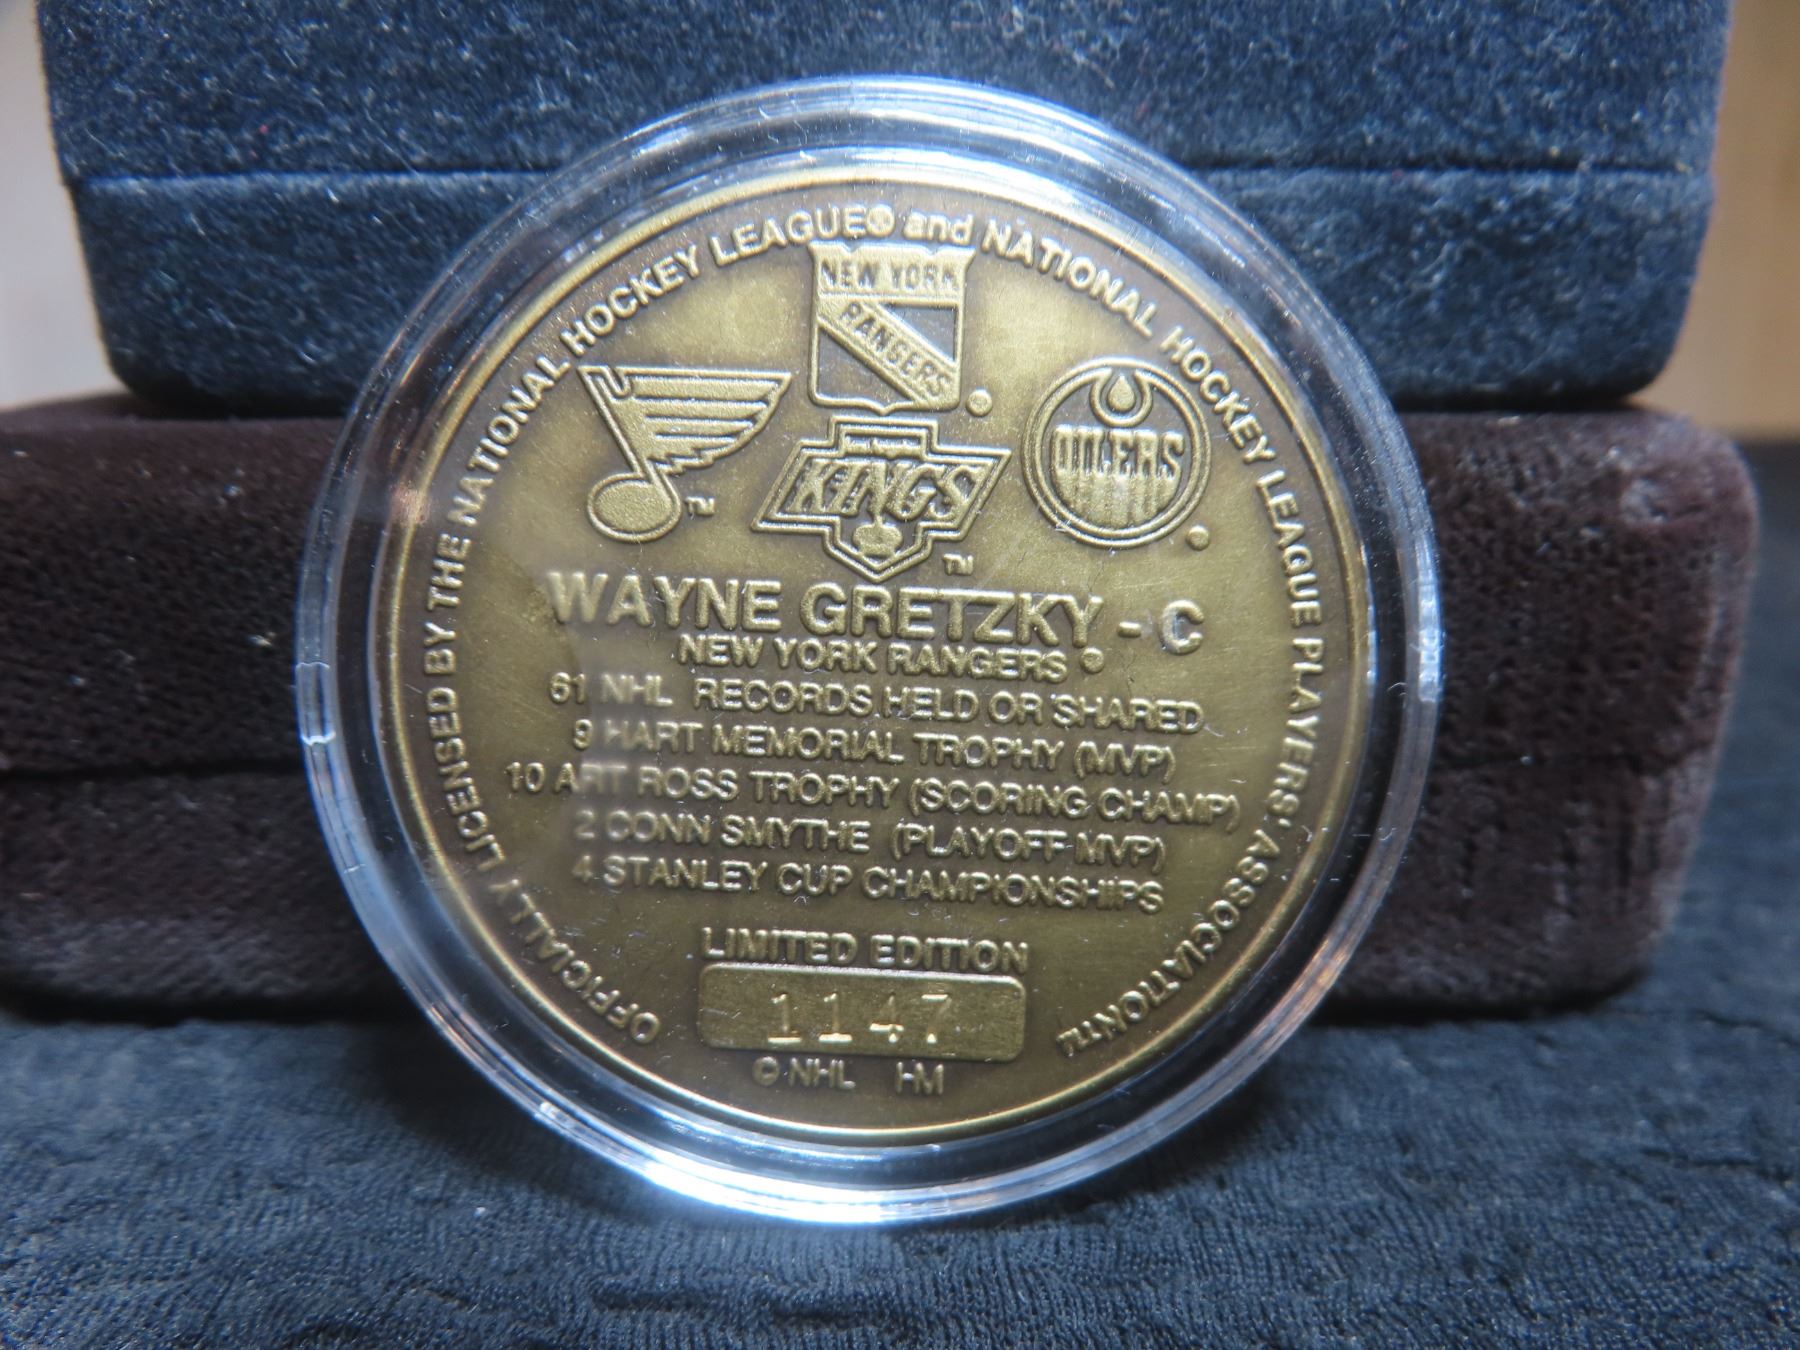 OFFICIALLY LICENSED BY THE NATIONAL HOCKEY LEAGUE® and NATIONAL HOCKEY LEAGUE PLAYERS' ASSOCIATION™
NEW YORK
RANGERS
TM
KINGS
TM
OILERS
WAYNE GRETZKY - C
NEW YORK RANGERS
61 NHL RECORDS HELD OR SHARED
9 HART MEMORIAL TROPHY (MVP)
10 ART ROSS TROPHY (SCORING CHAMP)
2 CONN SMYTHE (PLAYOFF MVP)
4 STANLEY CUP CHAMPIONSHIPS
LIMITED EDITION
1147
© NHL HM